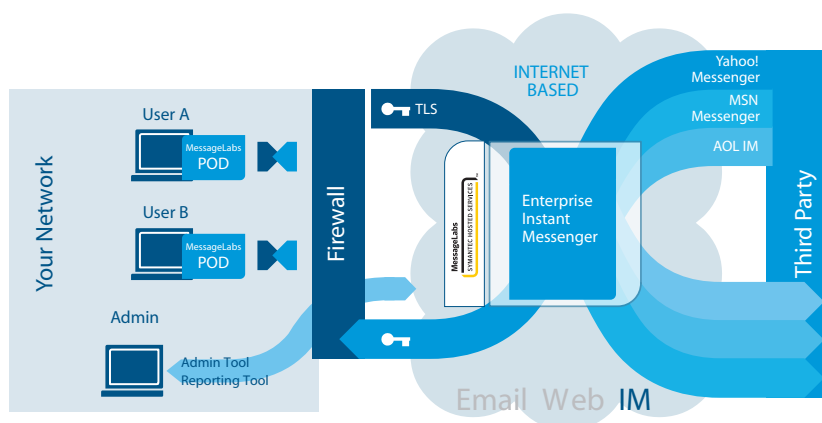 Your Network
User A
MessageLabs
POD
User B
MessageLabs
POD
Admin
Admin Tool
Reporting Tool
Firewall
TLS
INTERNET
BASED
MessageLabs
SYMANTEC HOSTED SERVICES
™
Enterprise
Instant
Messenger
Yahoo!
Messenger
MSN
Messenger
AOL IM
Third Party
Email Web IM